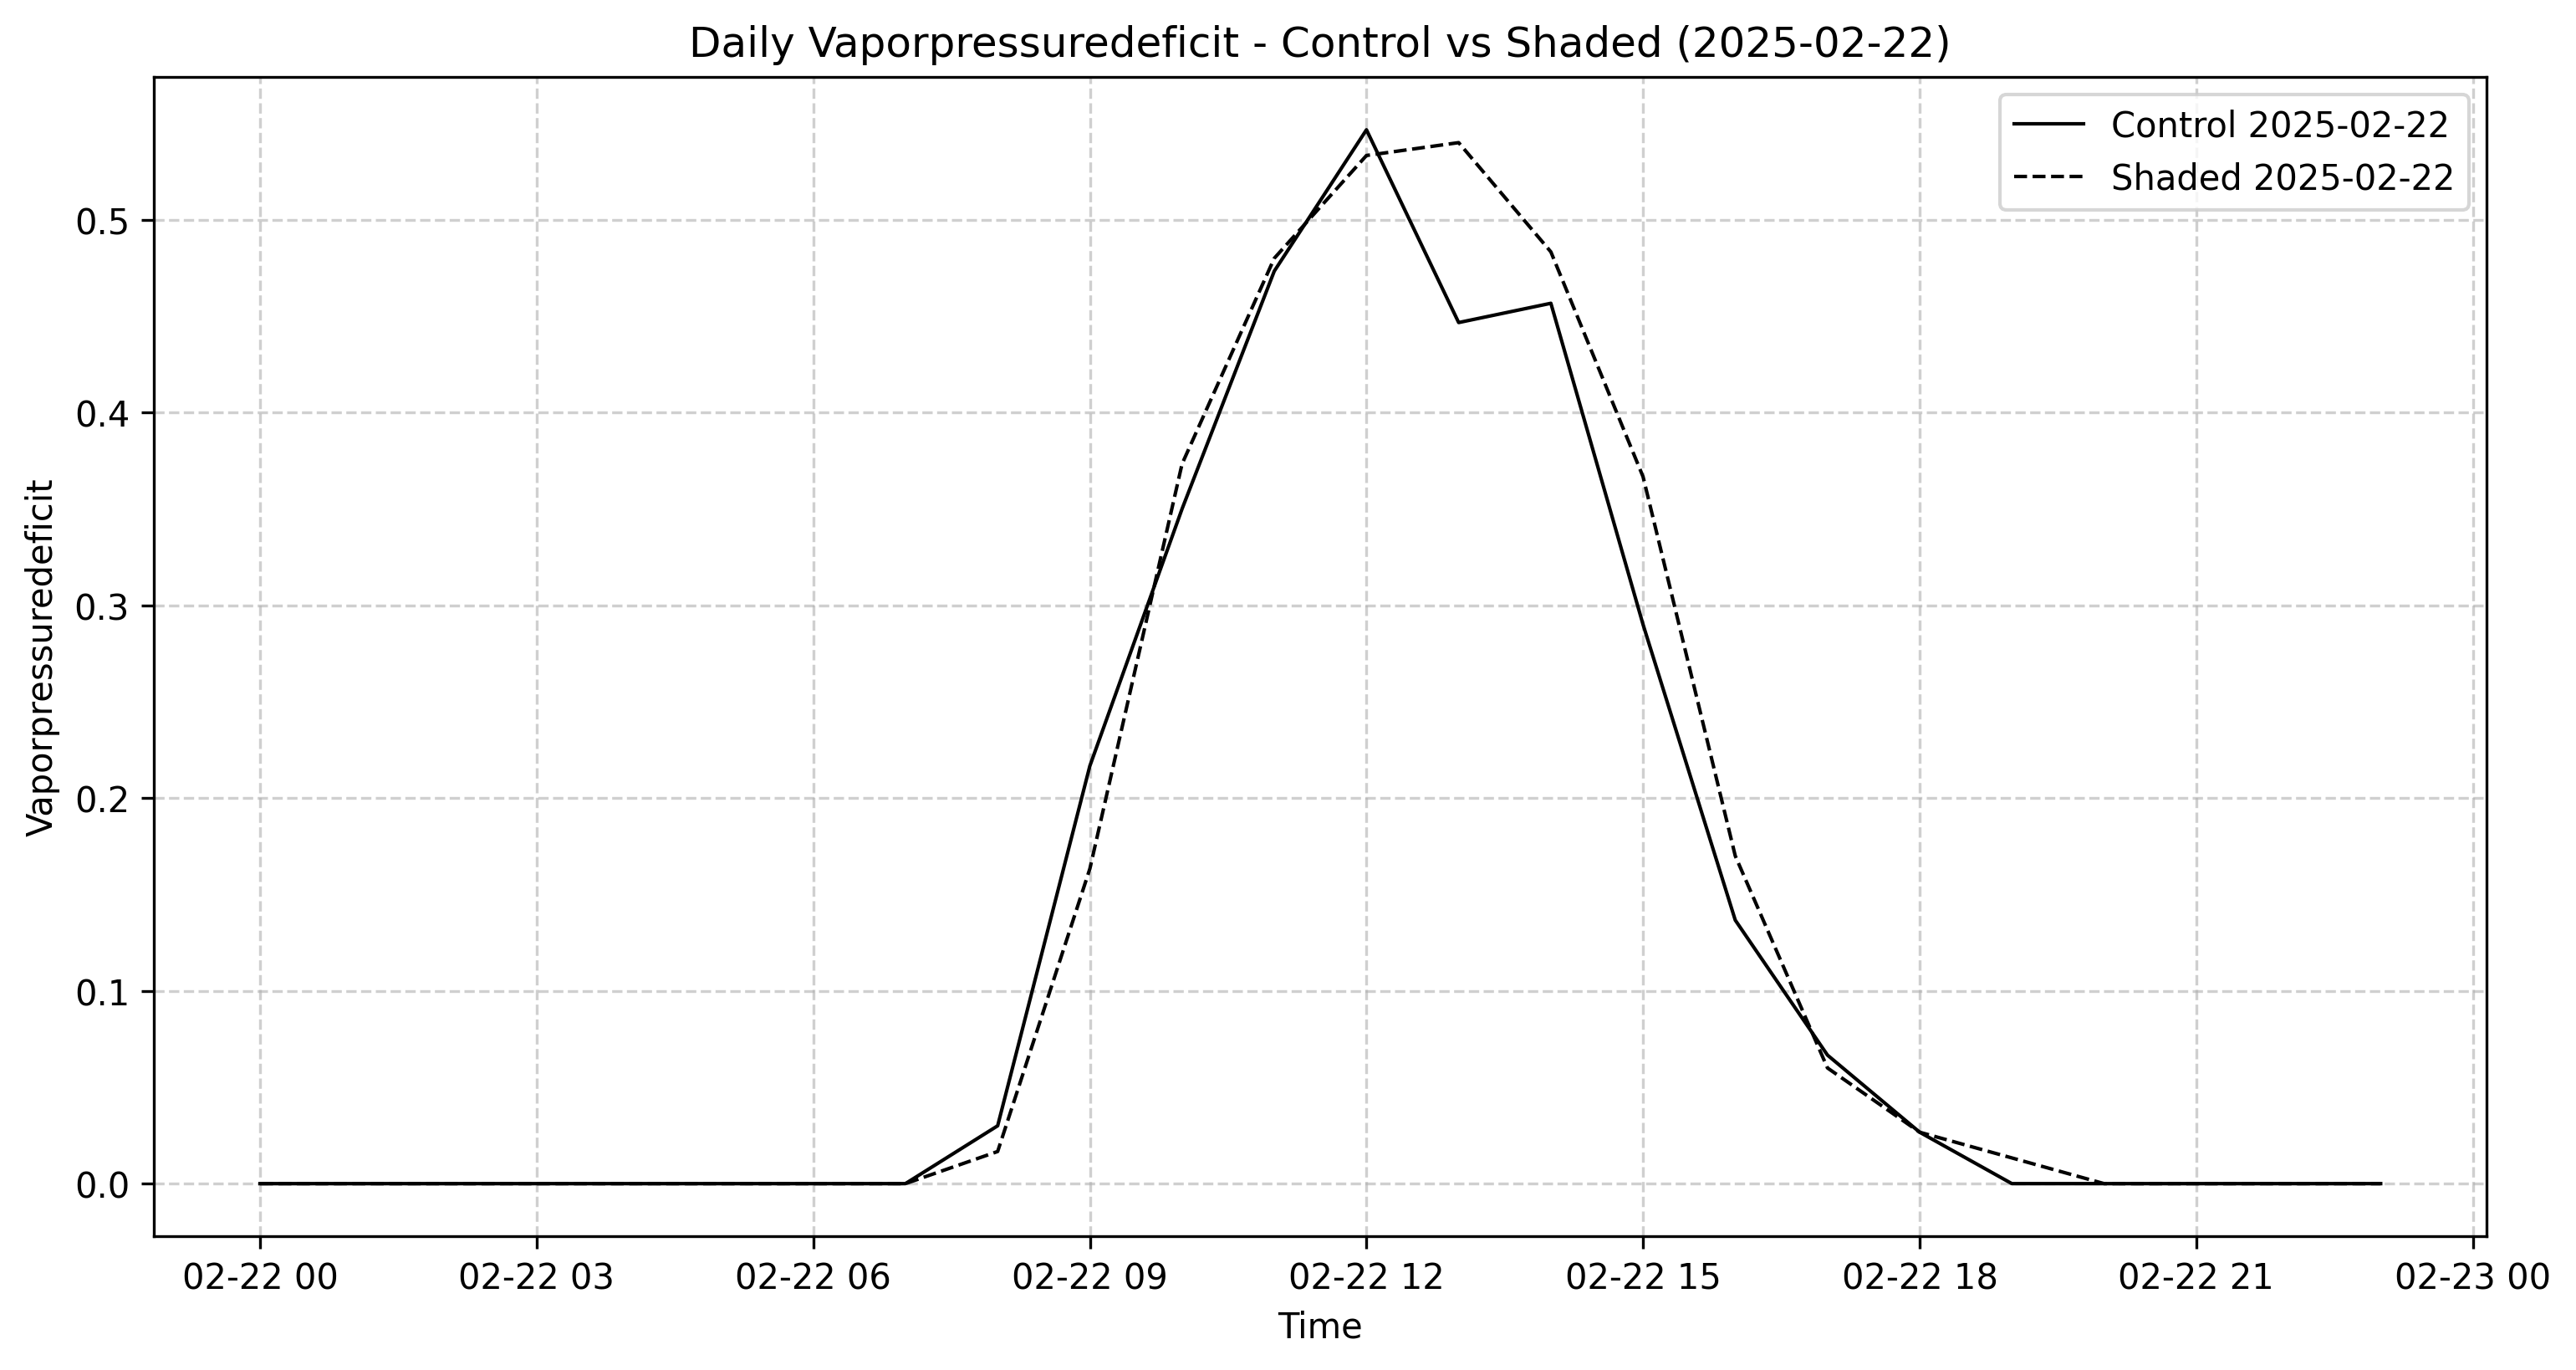 Daily Vaporpressuredeficit - Control vs Shaded (2025-02-22)
Control 2025-02-22
Shaded 2025-02-22
Vaporpressuredeficit
0.5
0.4
0.3
0.2
0.1
0.0
02-22 00 02-22 03 02-22 06 02-22 09 02-22 12 02-22 15 02-22 18 02-22 21 02-23 00
Time